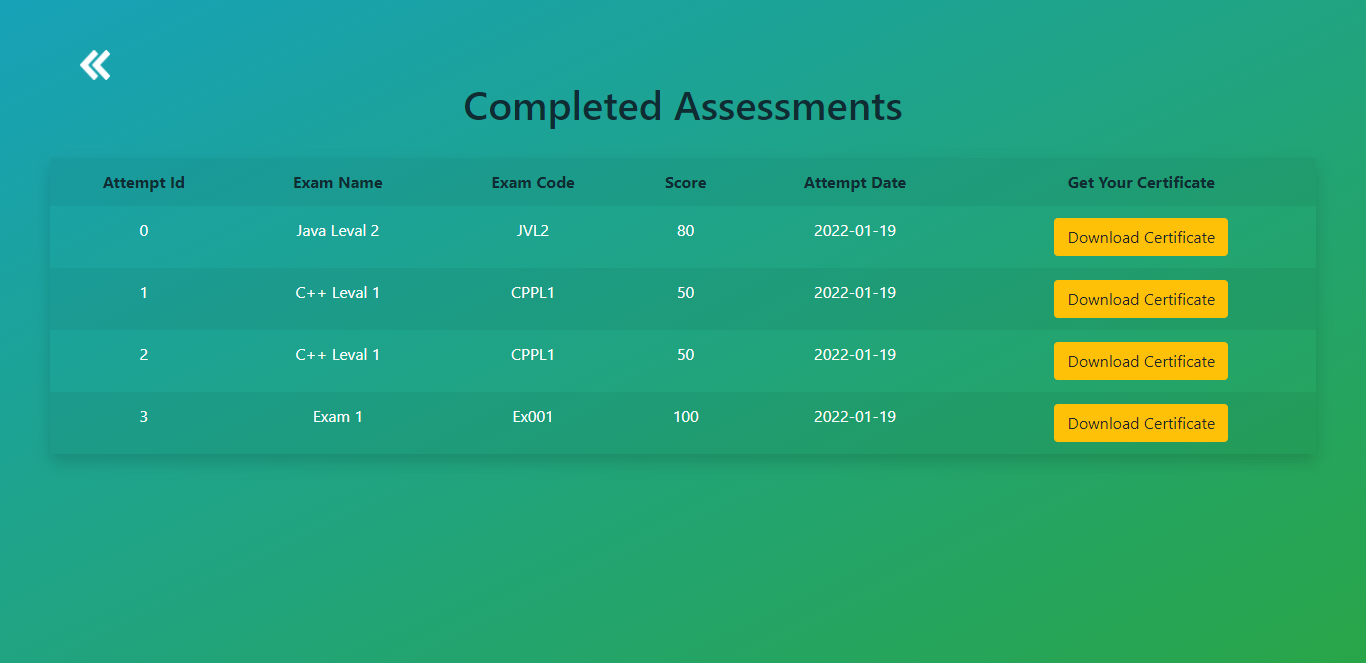 Completed Assessments
Attempt Id Exam Name Exam Code Score Attempt Date Get Your Certificate
0 Java Leval 2 JVL2 80 2022-01-19 Download Certificate
1 C++ Leval 1 CPPL1 50 2022-01-19 Download Certificate
2 C++ Leval 1 CPPL1 50 2022-01-19 Download Certificate
3 Exam 1 Ex001 100 2022-01-19 Download Certificate